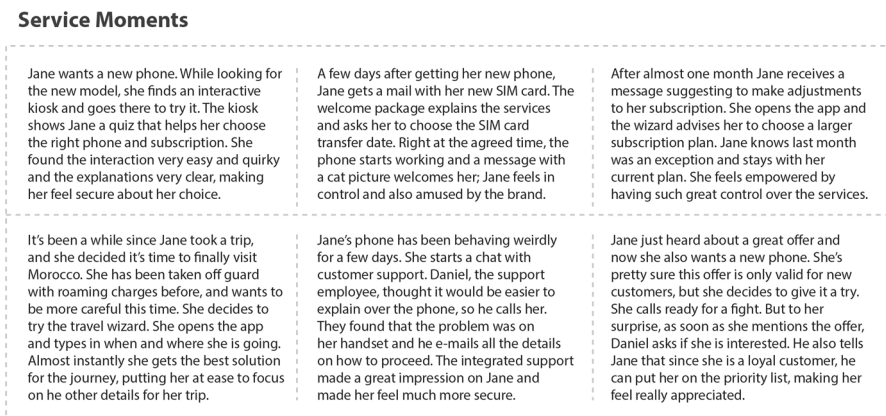 Service Moments
Jane wants a new phone. While looking for
the new model, she finds an interactive
kiosk and goes there to try it. The kiosk
shows Jane a quiz that helps her choose
the right phone and subscription. She
found the interaction very easy and quirky
and the explanations very clear, making
her feel secure about her choice.
A few days after getting her new phone,
Jane gets a mail with her new SIM card. The
welcome package explains the services
and asks her to choose the SIM card
transfer date. Right at the agreed time, the
phone starts working and a message with
a cat picture welcomes her; Jane feels in
control and also amused by the brand.
After almost one month Jane receives a
message suggesting to make adjustments
to her subscription. She opens the app and
the wizard advises her to choose a larger
subscription plan. Jane knows last month
was an exception and stays with her
current plan. She feels empowered by
having such great control over the services.
It's been a while since Jane took a trip,
and she decided it's time to finally visit
Morocco. She has been taken off guard
with roaming charges before, and wants to
be more careful this time. She decides to
try the travel wizard. She opens the app
and types in when and where she is going.
Almost instantly she gets the best solution
for the journey, putting her at ease to focus
on he other details for her trip.
Jane's phone has been behaving weirdly
for a few days. She starts a chat with
customer support. Daniel, the support
employee, thought it would be easier to
explain over the phone, so he calls her.
They found that the problem was on
her handset and he e-mails all the details
on how to proceed. The integrated support
made a great impression on Jane and
made her feel much more secure.
Jane just heard about a great offer and
now she also wants a new phone. She's
pretty sure this offer is only valid for new
customers, but she decides to give it a try.
She calls ready for a fight. But to her
surprise, as soon as she mentions the offer,
Daniel asks if she is interested. He also tells
Jane that since she is a loyal customer, he
can put her on the priority list, making her
feel really appreciated.